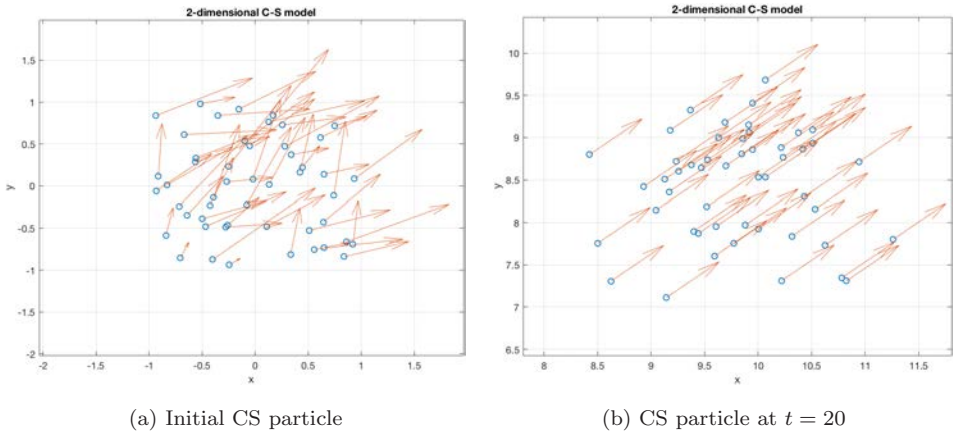 2-dimensional C-S model
1.5
1
0.5
0
-0.5
-1
-1.5
-2
y
-2 -1.5 -1 -0.5 0 0.5 1 1.5
x
(a) Initial CS particle
2-dimensional C-S model
10
9.5
9
8.5
8
7.5
7
6.5
y
8 8.5 9 9.5 10 10.5 11 11.5
x
(b) CS particle at t = 20